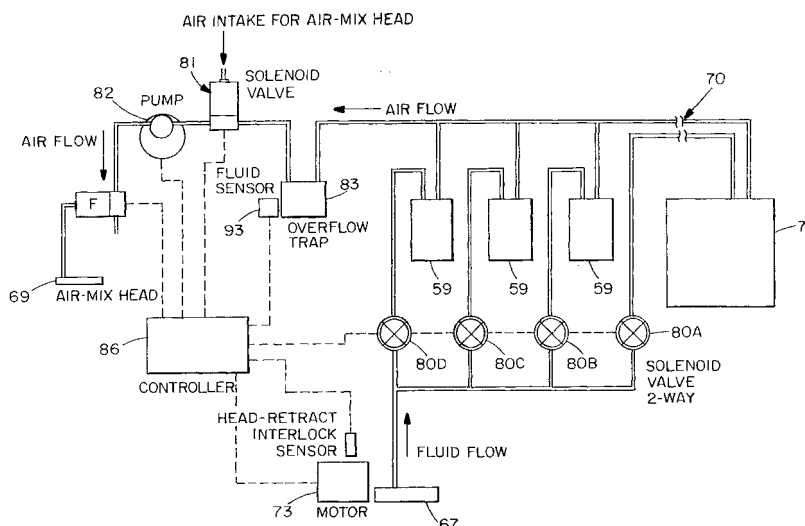 AIR INTAKE FOR AIR-MIX HEAD
81
SOLENOID
VALVE
82
PUMP
70
AIR FLOW
AIR FLOW
FLUID
SENSOR
83
F
93
OVERFLOW
TRAP
7
59
59
59
69
AIR-MIX HEAD
86
CONTROLLER
80D
80C
80B
80A
SOLENOID
VALVE
2-WAY
HEAD-RETRACT
INTERLOCK
SENSOR
FLUID FLOW
73
MOTOR
67